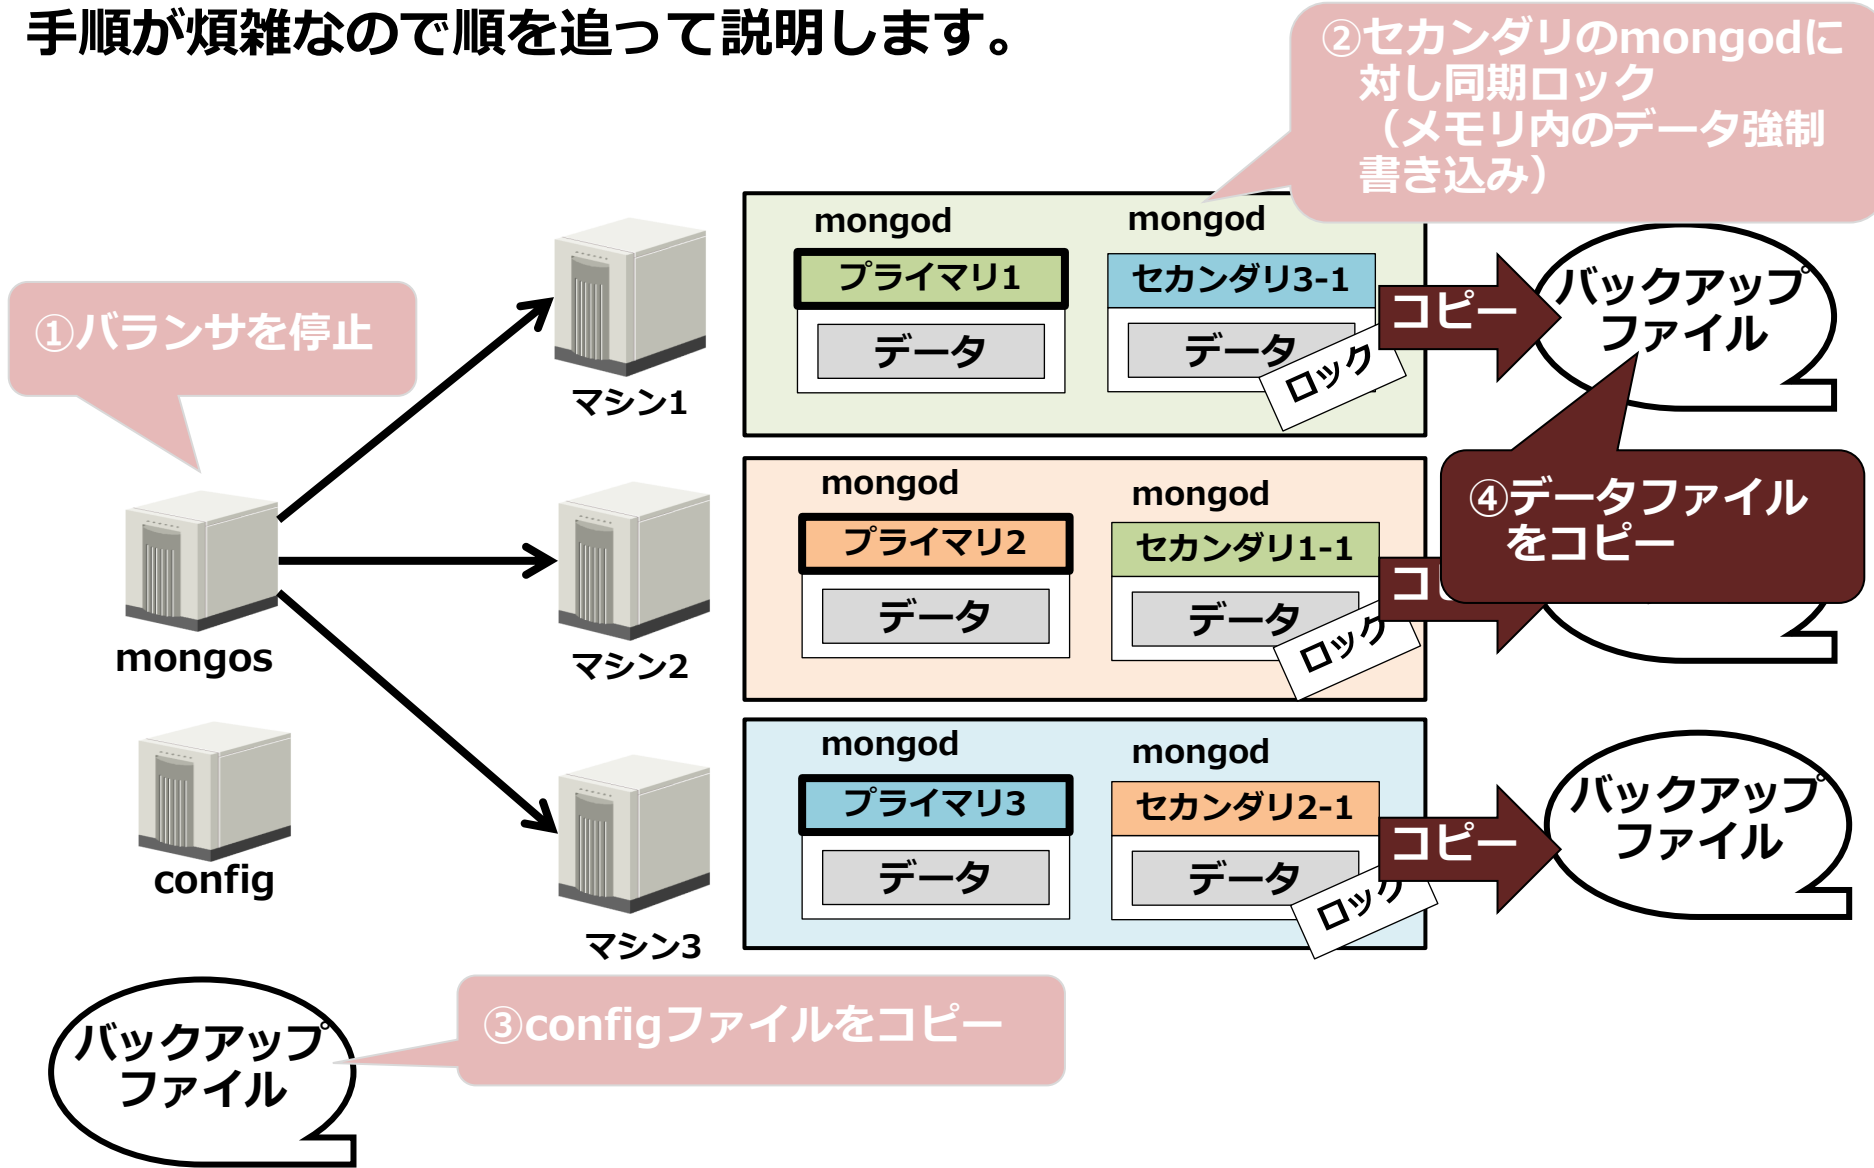 手順が煩雑なので順を追って説明します。
②セカンダリのmongodに
対し同期ロック
（メモリ内のデータ強制
書き込み）
①バランサを停止
mongos
config
マシン1
mongod
プライマリ1
データ
mongod
セカンダリ3-1
データ
ロック
コピー
バックアップ
ファイル
マシン2
mongod
プライマリ2
データ
mongod
セカンダリ1-1
データ
ロック
④データファイル
をコピー
マシン3
mongod
プライマリ3
データ
mongod
セカンダリ2-1
データ
ロック
コピー
バックアップ
ファイル
③configファイルをコピー
バックアップ
ファイル